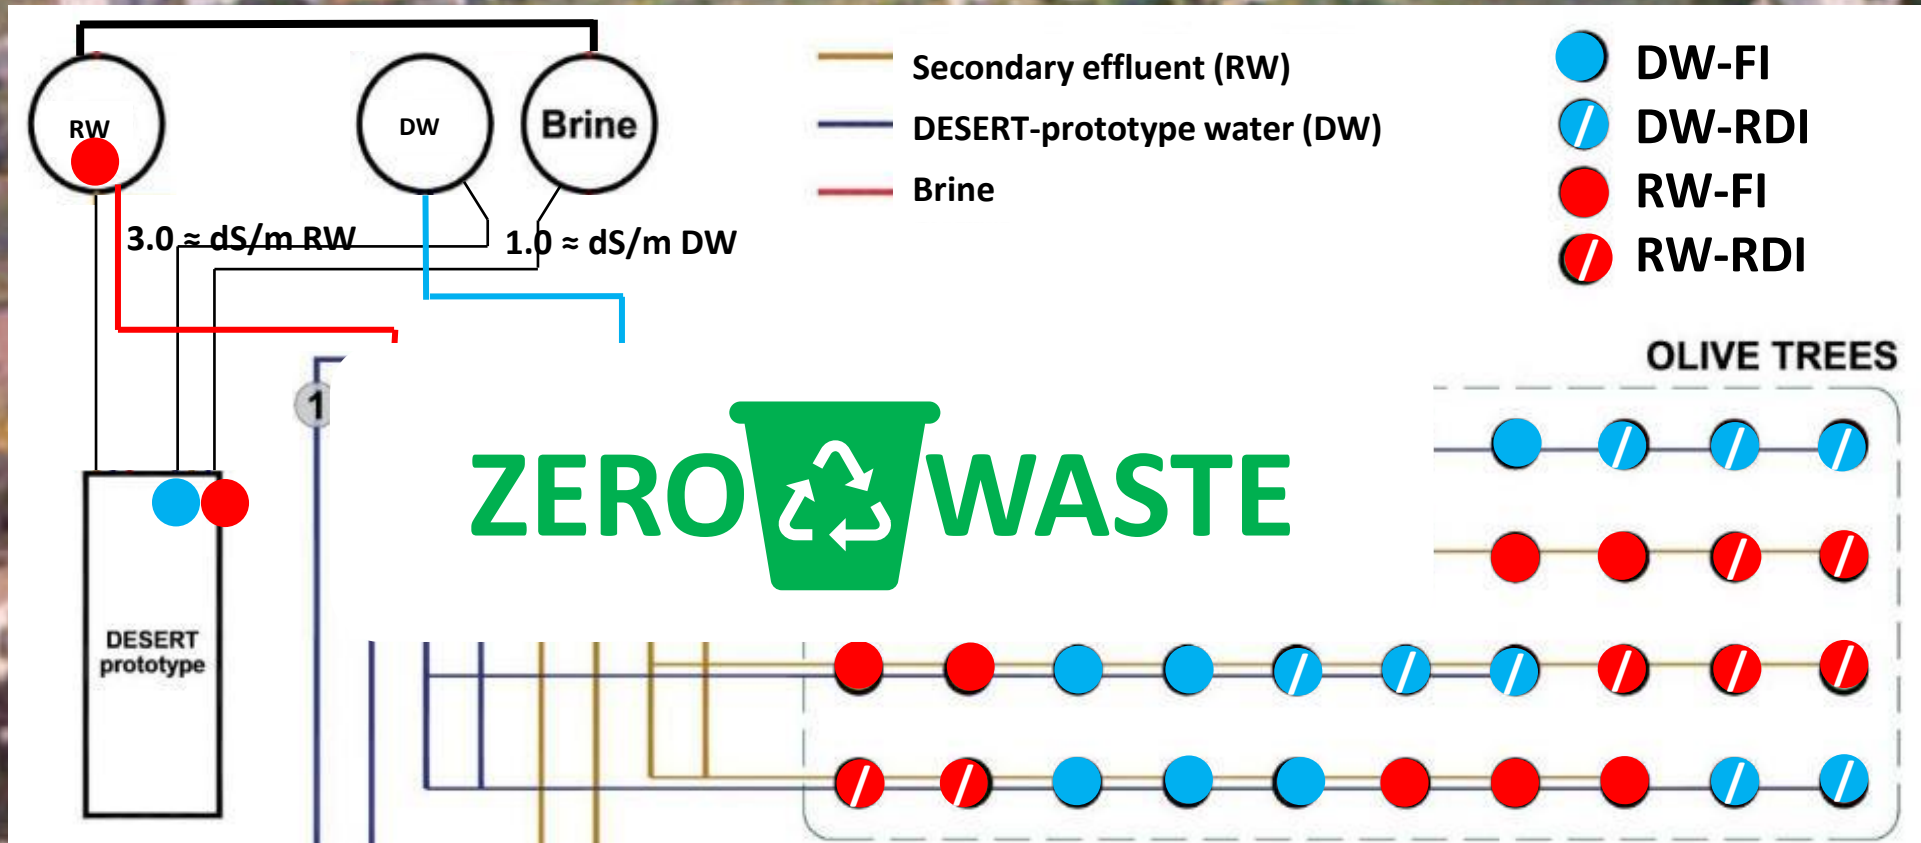 RW
DW
Brine
3.0 ≈ dS/m RW
1.0 ≈ dS/m DW
Secondary effluent (RW)
DESERT-prototype water (DW)
Brine
DW-FI
DW-RDI
RW-FI
RW-RDI
OLIVE TREES
1
ZERO WASTE
DESERT
prototype